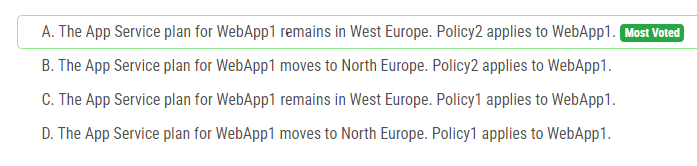 A. The App Service plan for WebApp1 remains in West Europe. Policy2 applies to WebApp1. Most Voted
B. The App Service plan for WebApp1 moves to North Europe. Policy2 applies to WebApp1.
C. The App Service plan for WebApp1 remains in West Europe. Policy1 applies to WebApp1.
D. The App Service plan for WebApp1 moves to North Europe. Policy1 applies to WebApp1.